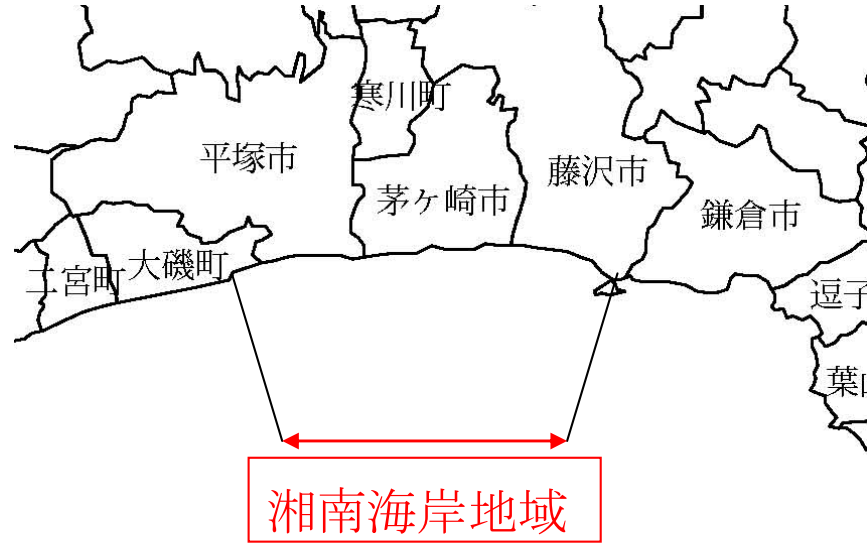 寒川町
平塚市
藤沢市
茅ヶ崎市
鎌倉市
大磯町
二宮町
逗子
葉山
湘南海岸地域